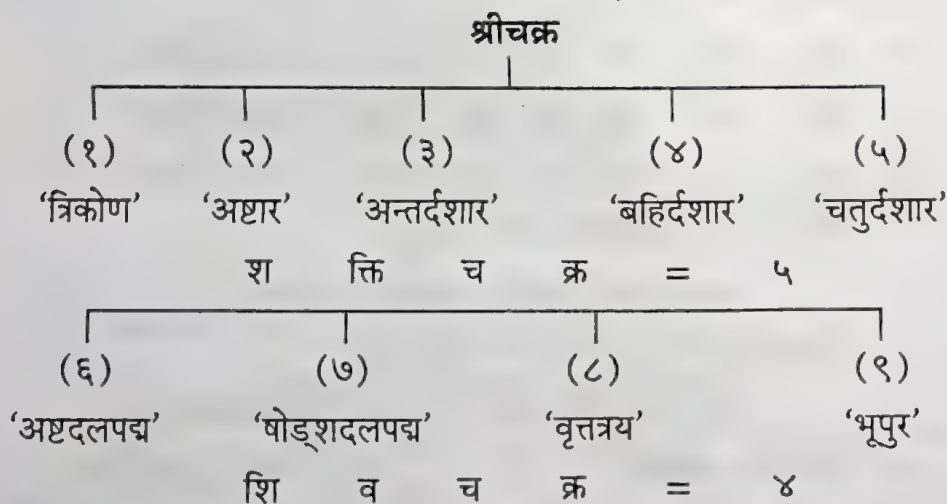 श्रीचक्र
(१) (२) (३) (४) (५)
‘त्रिकोण’ ‘अष्टार’ ‘अन्तर्दशार’ ‘बहिर्दशार’ ‘चतुर्दशार’
श क्ति च क्र = ५
(६) (७) (८) (९)
‘अष्टदलपद्म’ ‘षोड्शदलपद्म’ ‘वृत्तत्रय’ ‘भूपुर’
शि व च क्र = ४